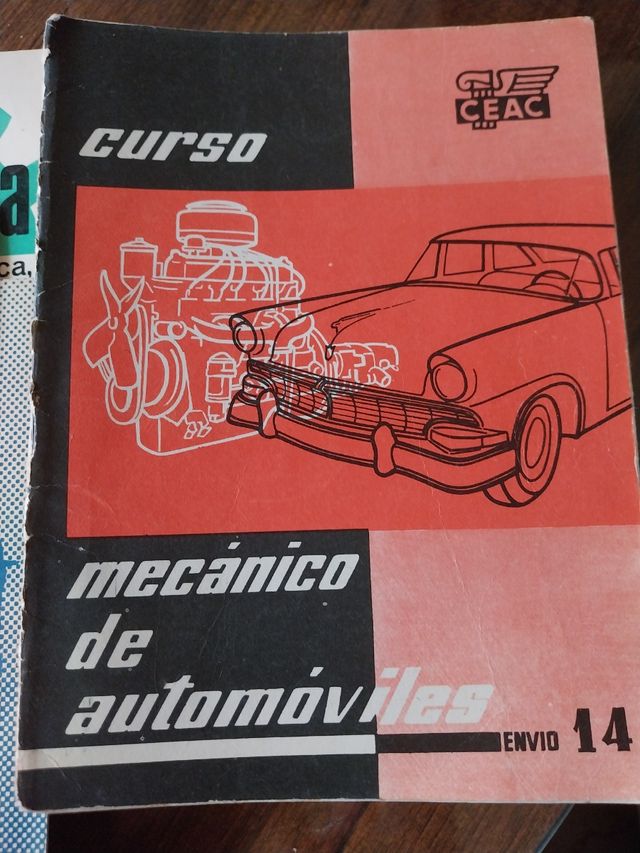 CEAC
curso
mecánico
de
automóviles
ENVIO 14
a
ca,